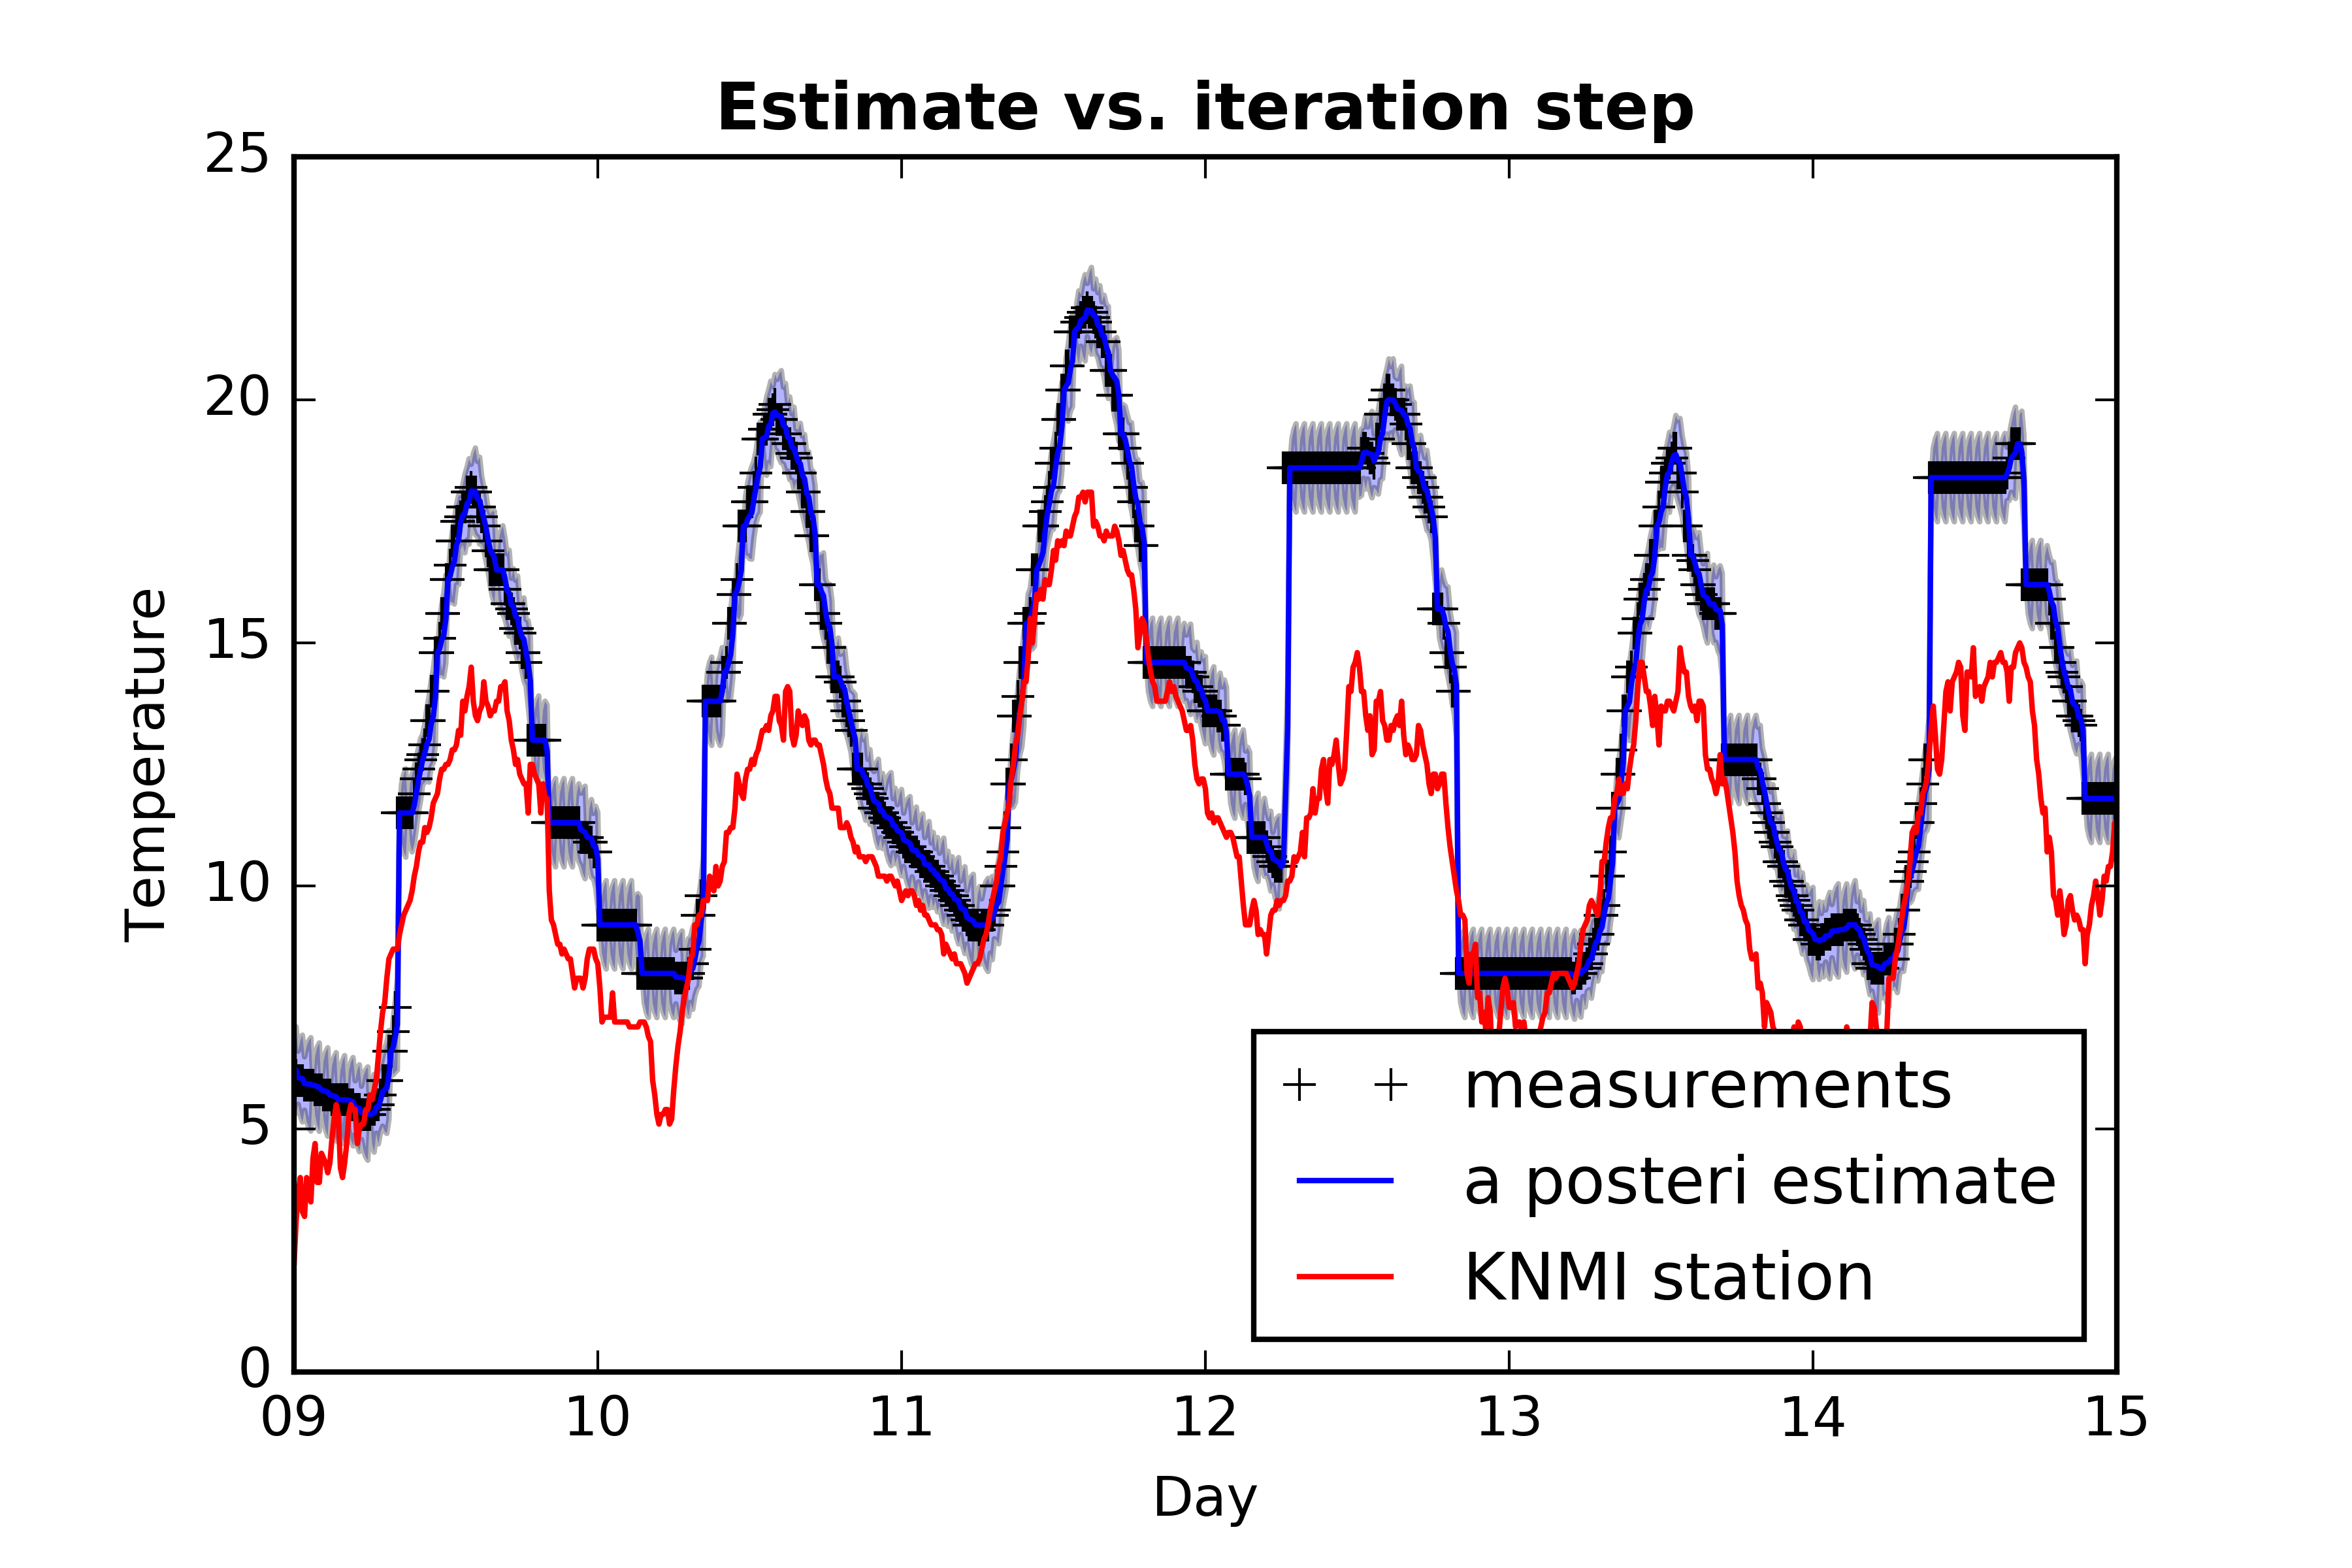 Estimate vs. iteration step
25
20
15
10
5
0
Temperature
09 10 11 12 13 14 15
Day
measurements
a posteri estimate
KNMI station